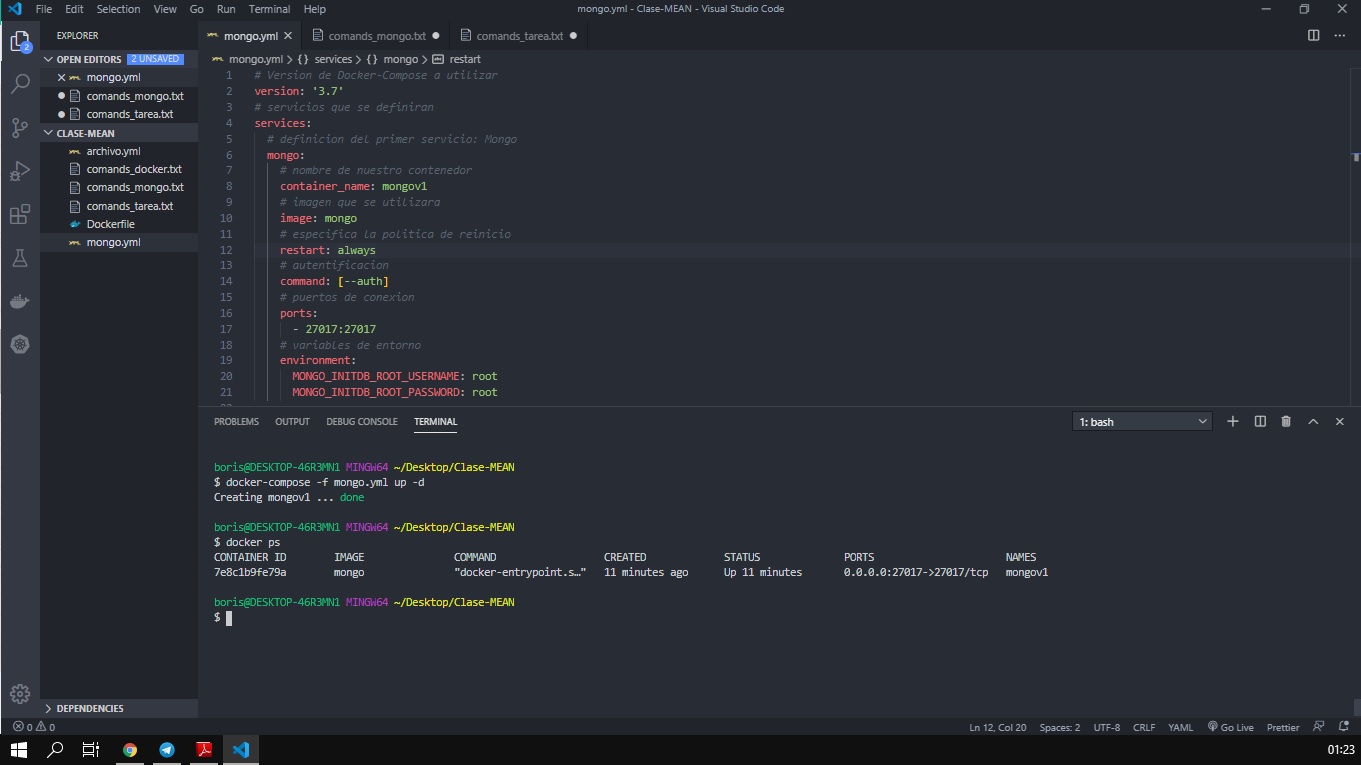 File Edit Selection View Go Run Terminal Help mongo.yml - Clase-MEAN - Visual Studio Code
EXPLORER
mongo.yml
comands_mongo.txt
comands_tarea.txt
2
OPEN EDITORS 2 UNSAVED
mongo.yml
comands_mongo.txt
comands_tarea.txt
CLASE-MEAN
archivo.yml
comands_docker.txt
comands_mongo.txt
comands_tarea.txt
Dockerfile
mongo.yml
DEPENDENCIES
mongo.yml > {} services > {} mongo > restart
1 # Version de Docker-Compose a utilizar
2 version: '3.7'
3 # servicios que se definiran
4 services:
5 # definicion del primer servicio: Mongo
6 mongo:
7 # nombre de nuestro contenedor
8 container_name: mongov1
9 # imagen que se utilizara
10 image: mongo
11 # especifica la politica de reinicio
12 restart: always
13 # autentificacion
14 command: [--auth]
15 # puertos de conexion
16 ports:
17 - 27017:27017
18 # variables de entorno
19 environment:
20 MONGO_INITDB_ROOT_USERNAME: root
21 MONGO_INITDB_ROOT_PASSWORD: root
PROBLEMS OUTPUT DEBUG CONSOLE TERMINAL 1: bash
boris@DESKTOP-46R3MN1 MINGW64 ~/Desktop/Clase-MEAN
$ docker-compose -f mongo.yml up -d
Creating mongov1 ... done
boris@DESKTOP-46R3MN1 MINGW64 ~/Desktop/Clase-MEAN
$ docker ps
CONTAINER ID IMAGE COMMAND CREATED STATUS PORTS NAMES
7e8c1b9fe79a mongo "docker-entrypoint.s…" 11 minutes ago Up 11 minutes 0.0.0.0:27017->27017/tcp mongov1
boris@DESKTOP-46R3MN1 MINGW64 ~/Desktop/Clase-MEAN
$
0 0 Ln 12, Col 20 Spaces: 2 UTF-8 CRLF YAML Go Live Prettier
01:23